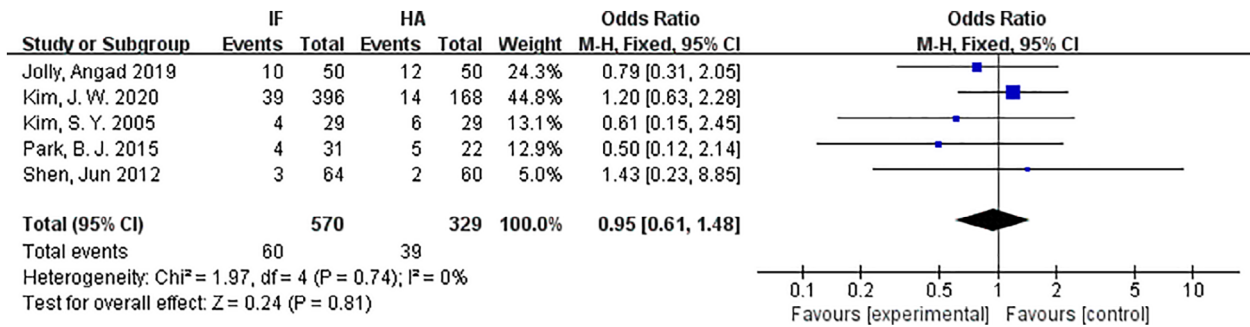 IF HA Odds Ratio Odds Ratio
Study or Subgroup Events Total Events Total Weight M-H, Fixed, 95% CI M-H, Fixed, 95% CI
Jolly, Angad 2019 10 50 12 50 24.3% 0.79 [0.31, 2.05]
Kim, J. W. 2020 39 396 14 168 44.8% 1.20 [0.63, 2.28]
Kim, S. Y. 2005 4 29 6 29 13.1% 0.61 [0.15, 2.45]
Park, B. J. 2015 4 31 5 22 12.9% 0.50 [0.12, 2.14]
Shen, Jun 2012 3 64 2 60 5.0% 1.43 [0.23, 8.85]
Total (95% CI) 570 329 100.0% 0.95 [0.61, 1.48]
Total events 60 39
Heterogeneity: Chi² = 1.97, df = 4 (P = 0.74); I² = 0%
Test for overall effect: Z = 0.24 (P = 0.81)
0.1 0.2 0.5 1 2 5 10
Favours [experimental] Favours [control]